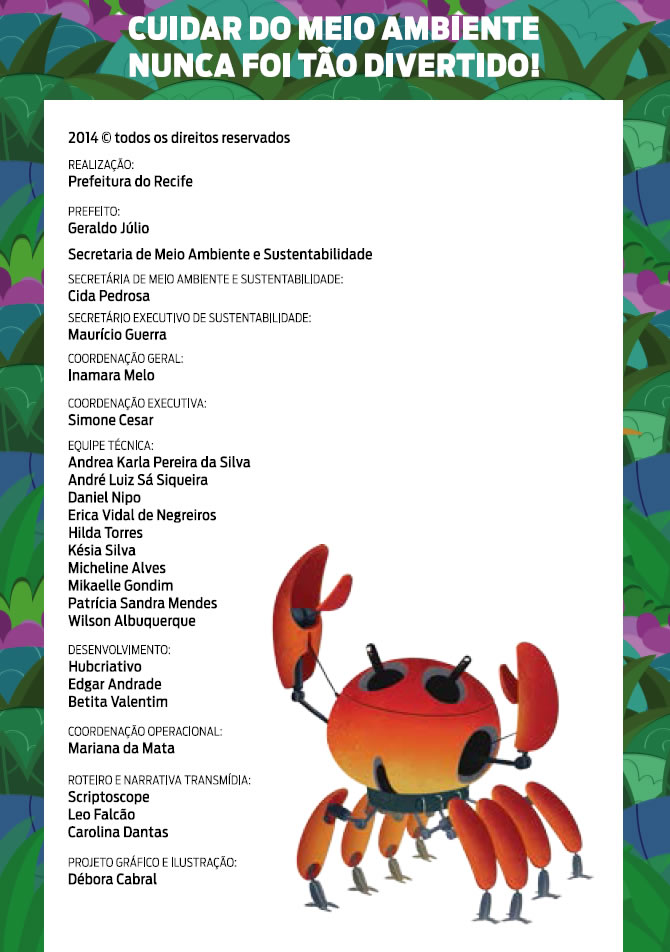 CUIDAR DO MEIO AMBIENTE
NUNCA FOI TÃO DIVERTIDO!
2014 © todos os direitos reservados
REALIZAÇÃO:
Prefeitura do Recife
PREFEITO:
Geraldo Júlio
Secretaria de Meio Ambiente e Sustentabilidade
SECRETÁRIA DE MEIO AMBIENTE E SUSTENTABILIDADE:
Cida Pedrosa
SECRETÁRIO EXECUTIVO DE SUSTENTABILIDADE:
Maurício Guerra
COORDENAÇÃO GERAL:
Inamara Melo
COORDENAÇÃO EXECUTIVA:
Simone Cesar
EQUIPE TÉCNICA:
Andrea Karla Pereira da Silva
André Luiz Sá Siqueira
Daniel Nipo
Erica Vidal de Negreiros
Hilda Torres
Késia Silva
Micheline Alves
Mikaelle Gondim
Patrícia Sandra Mendes
Wilson Albuquerque
DESENVOLVIMENTO:
Hubcriativo
Edgar Andrade
Betita Valentim
COORDENAÇÃO OPERACIONAL:
Mariana da Mata
ROTEIRO E NARRATIVA TRANSMÍDIA:
Scriptoscope
Leo Falcão
Carolina Dantas
PROJETO GRÁFICO E ILUSTRAÇÃO:
Débora Cabral